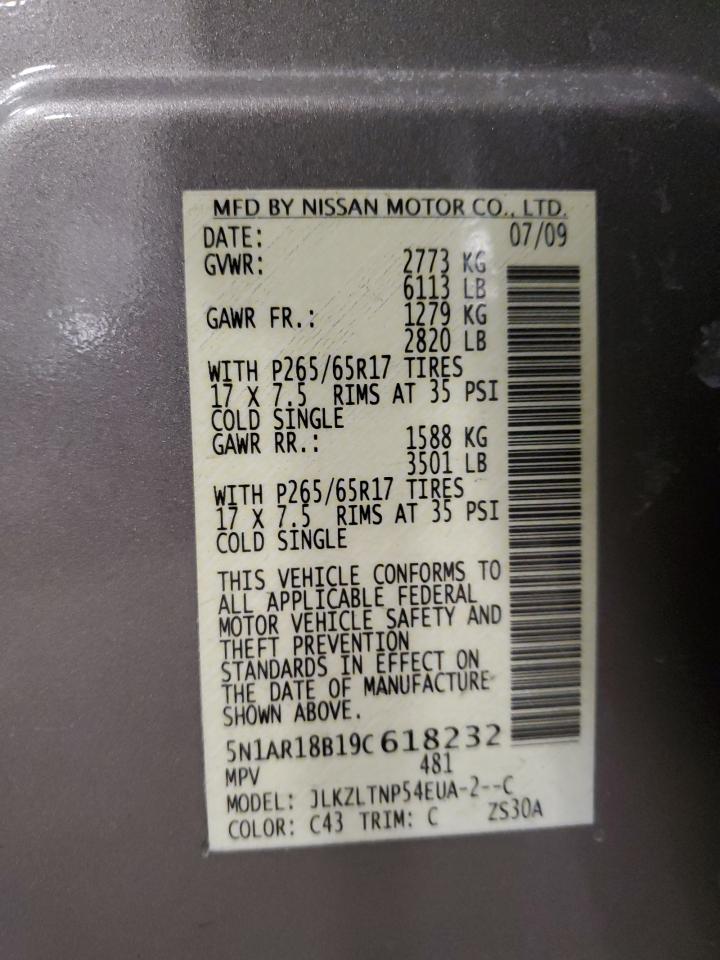 MFD BY NISSAN MOTOR CO., LTD.
DATE: 07/09
GVWR: 2773 KG
6113 LB
GAWR FR.: 1279 KG
2820 LB
WITH P265/65R17 TIRES
17 X 7.5 RIMS AT 35 PSI
COLD SINGLE
GAWR RR.: 1588 KG
3501 LB
WITH P265/65R17 TIRES
17 X 7.5 RIMS AT 35 PSI
COLD SINGLE
THIS VEHICLE CONFORMS TO
ALL APPLICABLE FEDERAL
MOTOR VEHICLE SAFETY AND
THEFT PREVENTION
STANDARDS IN EFFECT ON
THE DATE OF MANUFACTURE
SHOWN ABOVE.
5N1AR18B19C618232
MPV 481
MODEL: JLKZLTNP54EUA-2--C
COLOR: C43 TRIM: C ZS30A